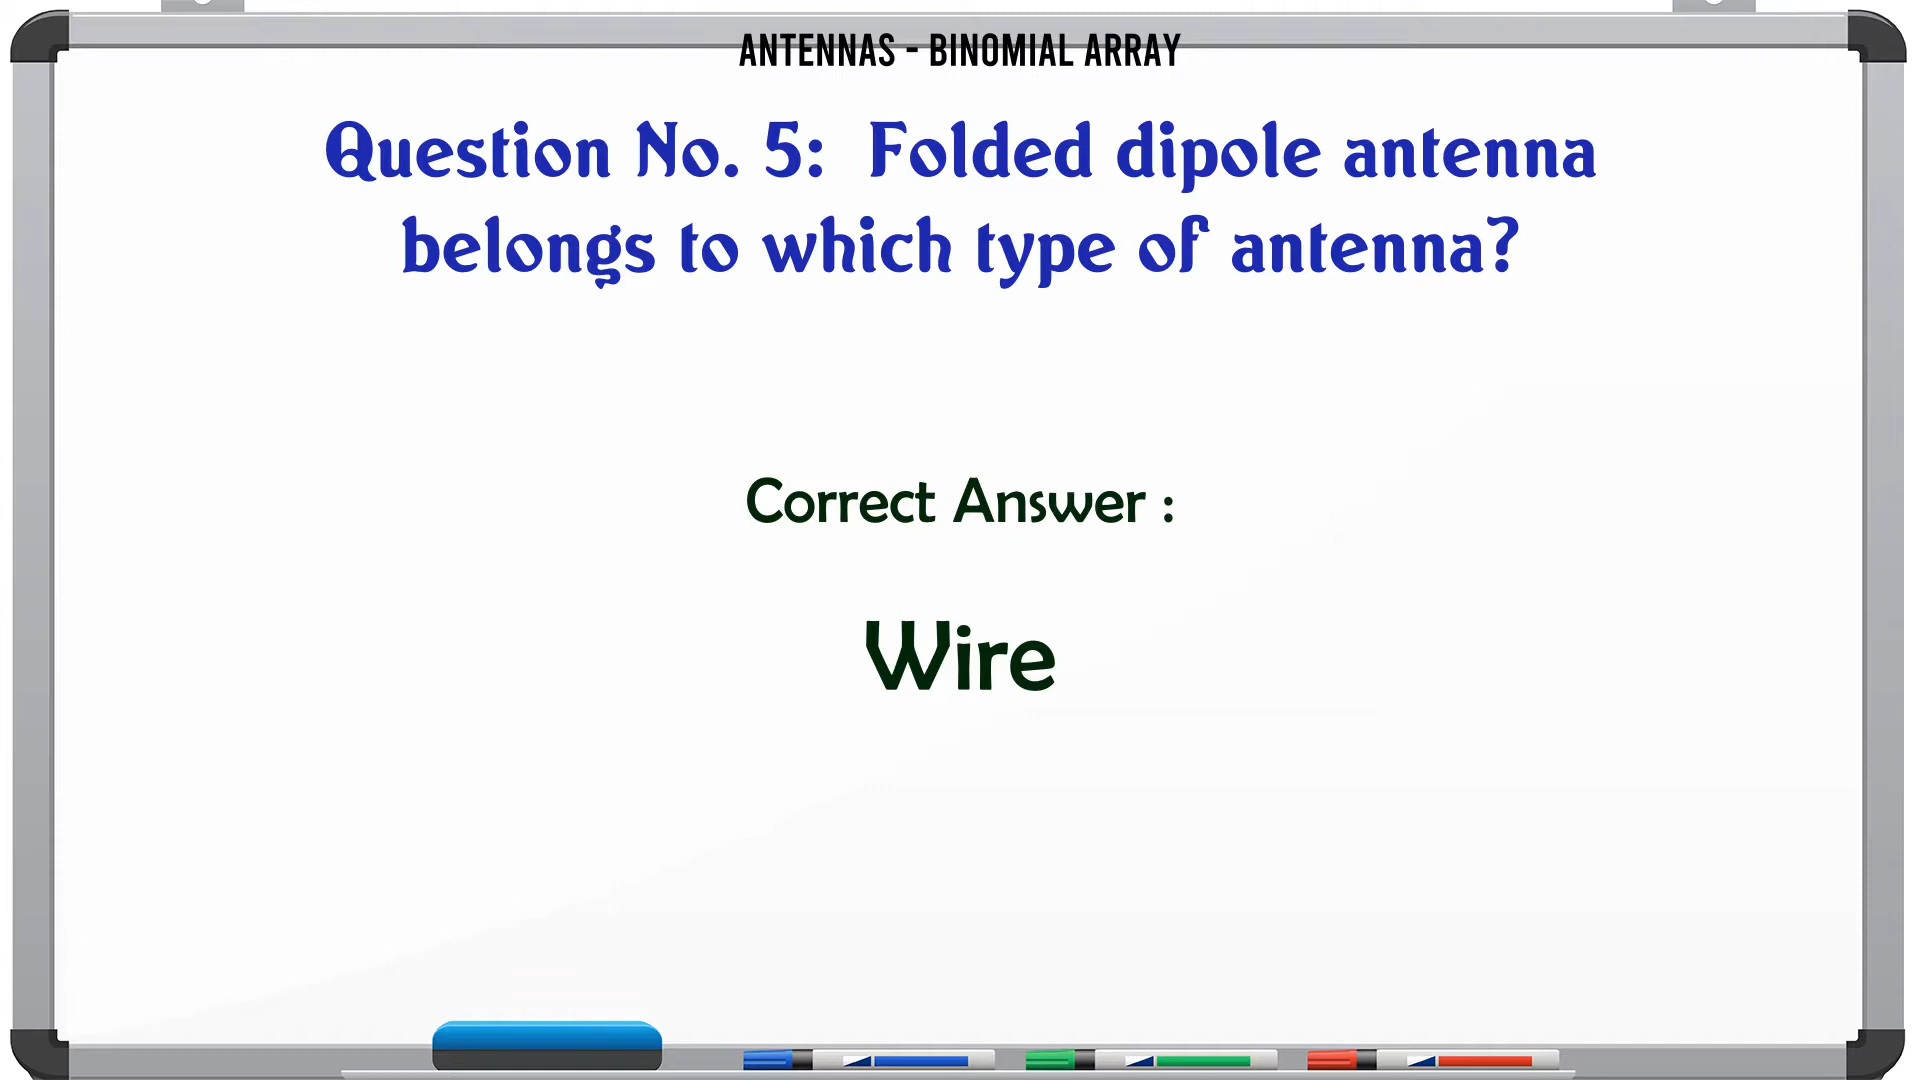 ANTENNAS - BINOMIAL ARRAY
Question No. 5: Folded dipole antenna
belongs to which type of antenna?
Correct Answer :
Wire